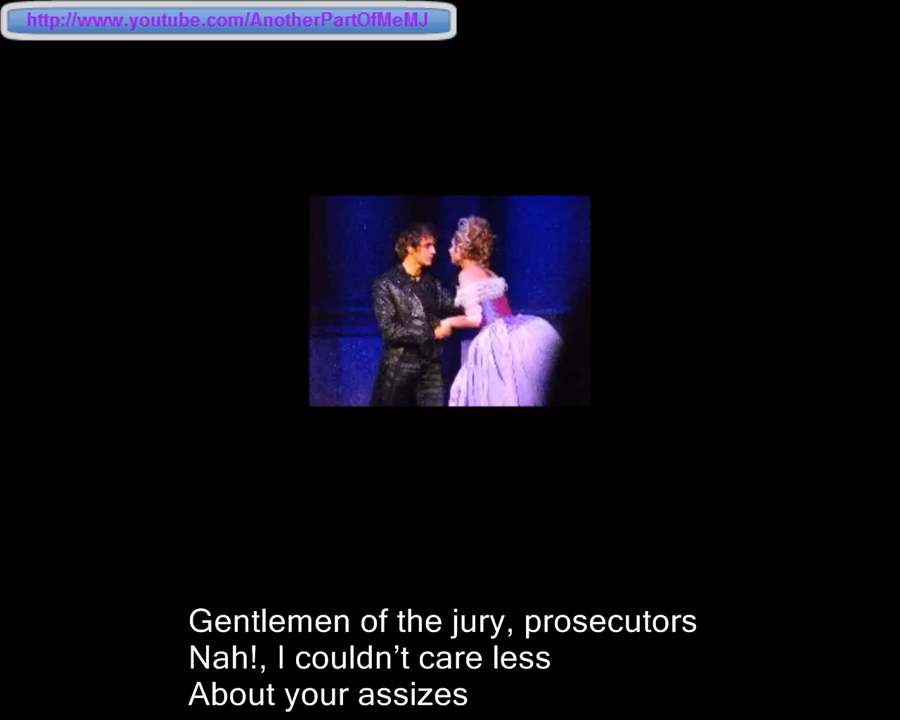 http://www.youtube.com/AnotherPartOfMeMJ
Gentlemen of the jury, prosecutors
Nah!, I couldn’t care less
About your assizes